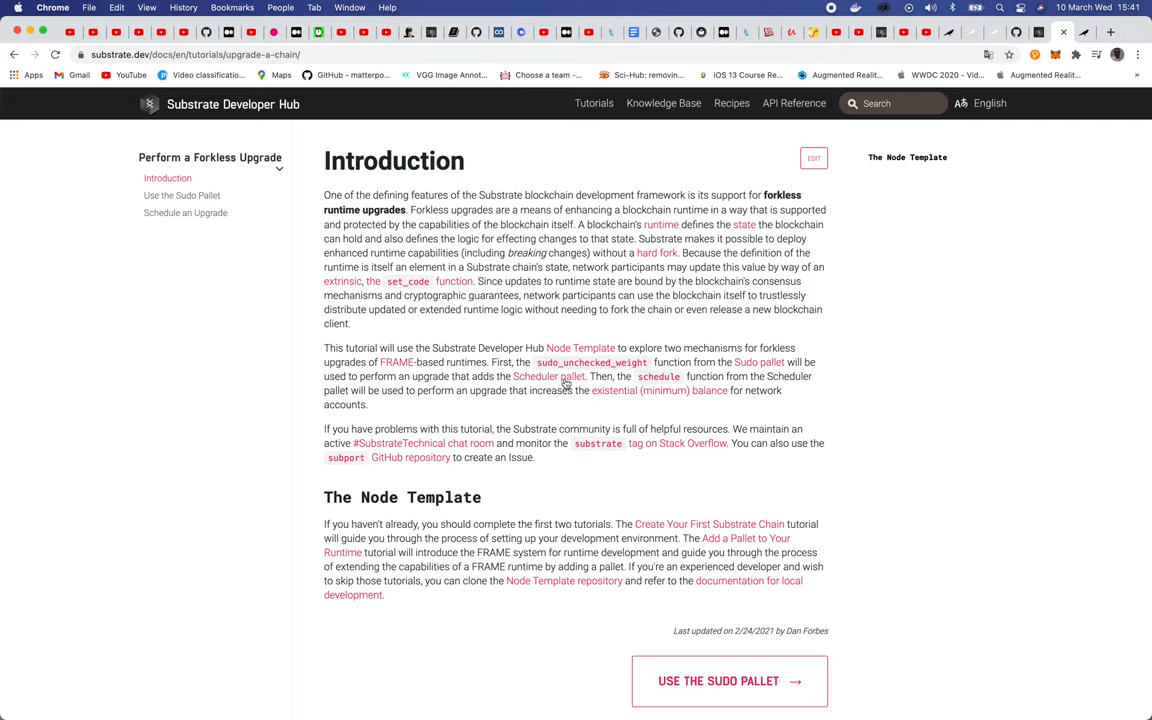 Chrome File Edit View History Bookmarks People Tab Window Help 10 March Wed 15:41
substrate.dev/docs/en/tutorials/upgrade-a-chain/
Apps Gmail YouTube Video classificatio... Maps GitHub - matterpo... VGG Image Annot... Choose a team -... Sci-Hub: removin... iOS 13 Course Re... Augmented Realit... WWDC 2020 - Vid... Augmented Realit... »
Substrate Developer Hub Tutorials Knowledge Base Recipes API Reference Search English
Perform a Forkless Upgrade
Introduction
Use the Sudo Pallet
Schedule an Upgrade
Introduction
EDIT
The Node Template
One of the defining features of the Substrate blockchain development framework is its support for forkless
runtime upgrades. Forkless upgrades are a means of enhancing a blockchain runtime in a way that is supported
and protected by the capabilities of the blockchain itself. A blockchain's runtime defines the state the blockchain
can hold and also defines the logic for effecting changes to that state. Substrate makes it possible to deploy
enhanced runtime capabilities (including breaking changes) without a hard fork. Because the definition of the
runtime is itself an element in a Substrate chain's state, network participants may update this value by way of an
extrinsic, the set_code function. Since updates to runtime state are bound by the blockchain's consensus
mechanisms and cryptographic guarantees, network participants can use the blockchain itself to trustlessly
distribute updated or extended runtime logic without needing to fork the chain or even release a new blockchain
client.
This tutorial will use the Substrate Developer Hub Node Template to explore two mechanisms for forkless
upgrades of FRAME-based runtimes. First, the sudo_unchecked_weight function from the Sudo pallet will be
used to perform an upgrade that adds the Scheduler pallet. Then, the schedule function from the Scheduler
pallet will be used to perform an upgrade that increases the existential (minimum) balance for network
accounts.
If you have problems with this tutorial, the Substrate community is full of helpful resources. We maintain an
active #SubstrateTechnical chat room and monitor the substrate tag on Stack Overflow. You can also use the
subport GitHub repository to create an Issue.
The Node Template
If you haven't already, you should complete the first two tutorials. The Create Your First Substrate Chain tutorial
will guide you through the process of setting up your development environment. The Add a Pallet to Your
Runtime tutorial will introduce the FRAME system for runtime development and guide you through the process
of extending the capabilities of a FRAME runtime by adding a pallet. If you're an experienced developer and wish
to skip those tutorials, you can clone the Node Template repository and refer to the documentation for local
development.
Last updated on 2/24/2021 by Dan Forbes
USE THE SUDO PALLET →